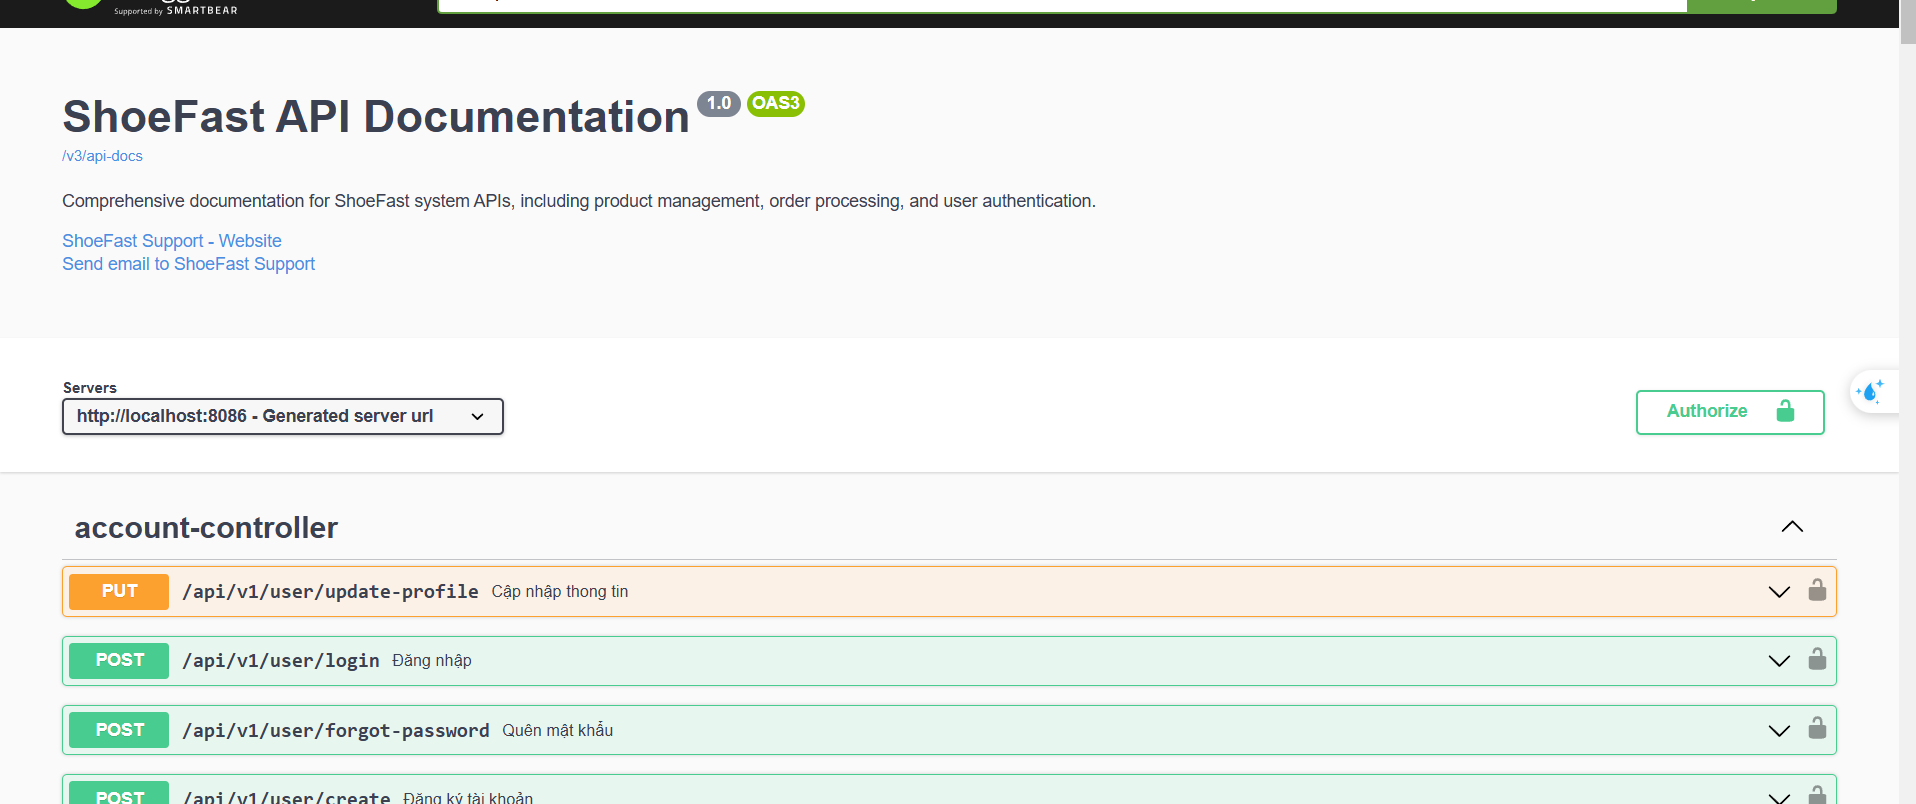 Supported by SMARTBEAR
ShoeFast API Documentation 1.0 OAS3
/v3/api-docs
Comprehensive documentation for ShoeFast system APIs, including product management, order processing, and user authentication.
ShoeFast Support - Website
Send email to ShoeFast Support
Servers
http://localhost:8086 - Generated server url
Authorize
account-controller
PUT /api/v1/user/update-profile Cập nhập thong tin
POST /api/v1/user/login Đăng nhập
POST /api/v1/user/forgot-password Quên mật khẩu
POST /api/v1/user/create Đăng ký tài khoản